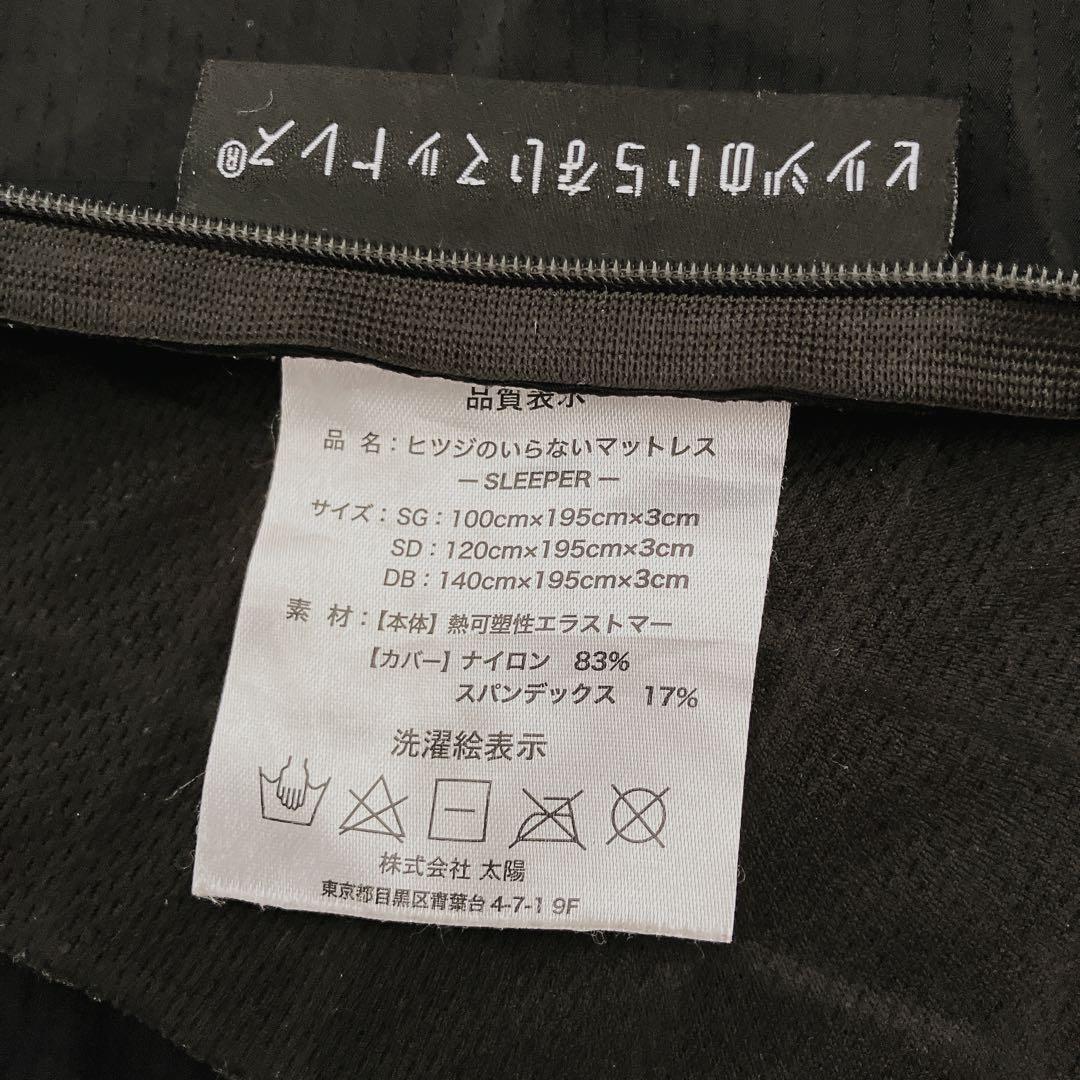 ヒツジのいらないマットレス®
品質表示
品 名：ヒツジのいらないマットレス
ー SLEEPER ー
サイズ：SG：100cm×195cm×3cm
SD：120cm×195cm×3cm
DB：140cm×195cm×3cm
素 材：【本体】熱可塑性エラストマー
【カバー】ナイロン 83%
スパンデックス 17%
洗濯絵表示
株式会社 太陽
東京都目黒区青葉台 4-7-1 9F